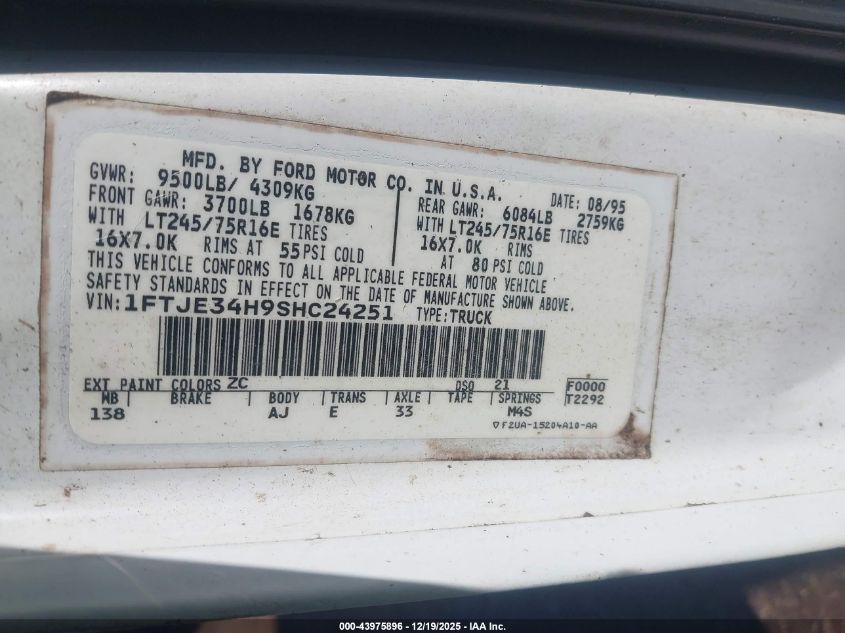 MFD. BY FORD MOTOR CO. IN U.S.A.
GVWR: 9500LB/ 4309KG DATE: 08/95
FRONT GAWR: 3700LB 1678KG REAR GAWR: 6084LB 2759KG
WITH LT245/75R16E TIRES WITH LT245/75R16E TIRES
16X7.0K RIMS AT 55 PSI COLD 16X7.0K RIMS AT 80 PSI COLD
THIS VEHICLE CONFORMS TO ALL APPLICABLE FEDERAL MOTOR VEHICLE
SAFETY STANDARDS IN EFFECT ON THE DATE OF MANUFACTURE SHOWN ABOVE.
VIN: 1FTJE34H9SHC24251 TYPE: TRUCK
EXT PAINT COLORS ZC DSO 21 F0000
WB BRAKE BODY TRANS AXLE TAPE SPRINGS T2292
138 AJ E 33 M4S
F2UA-15204A10-AA
000-43975896 - 12/19/2025 - IAA Inc.